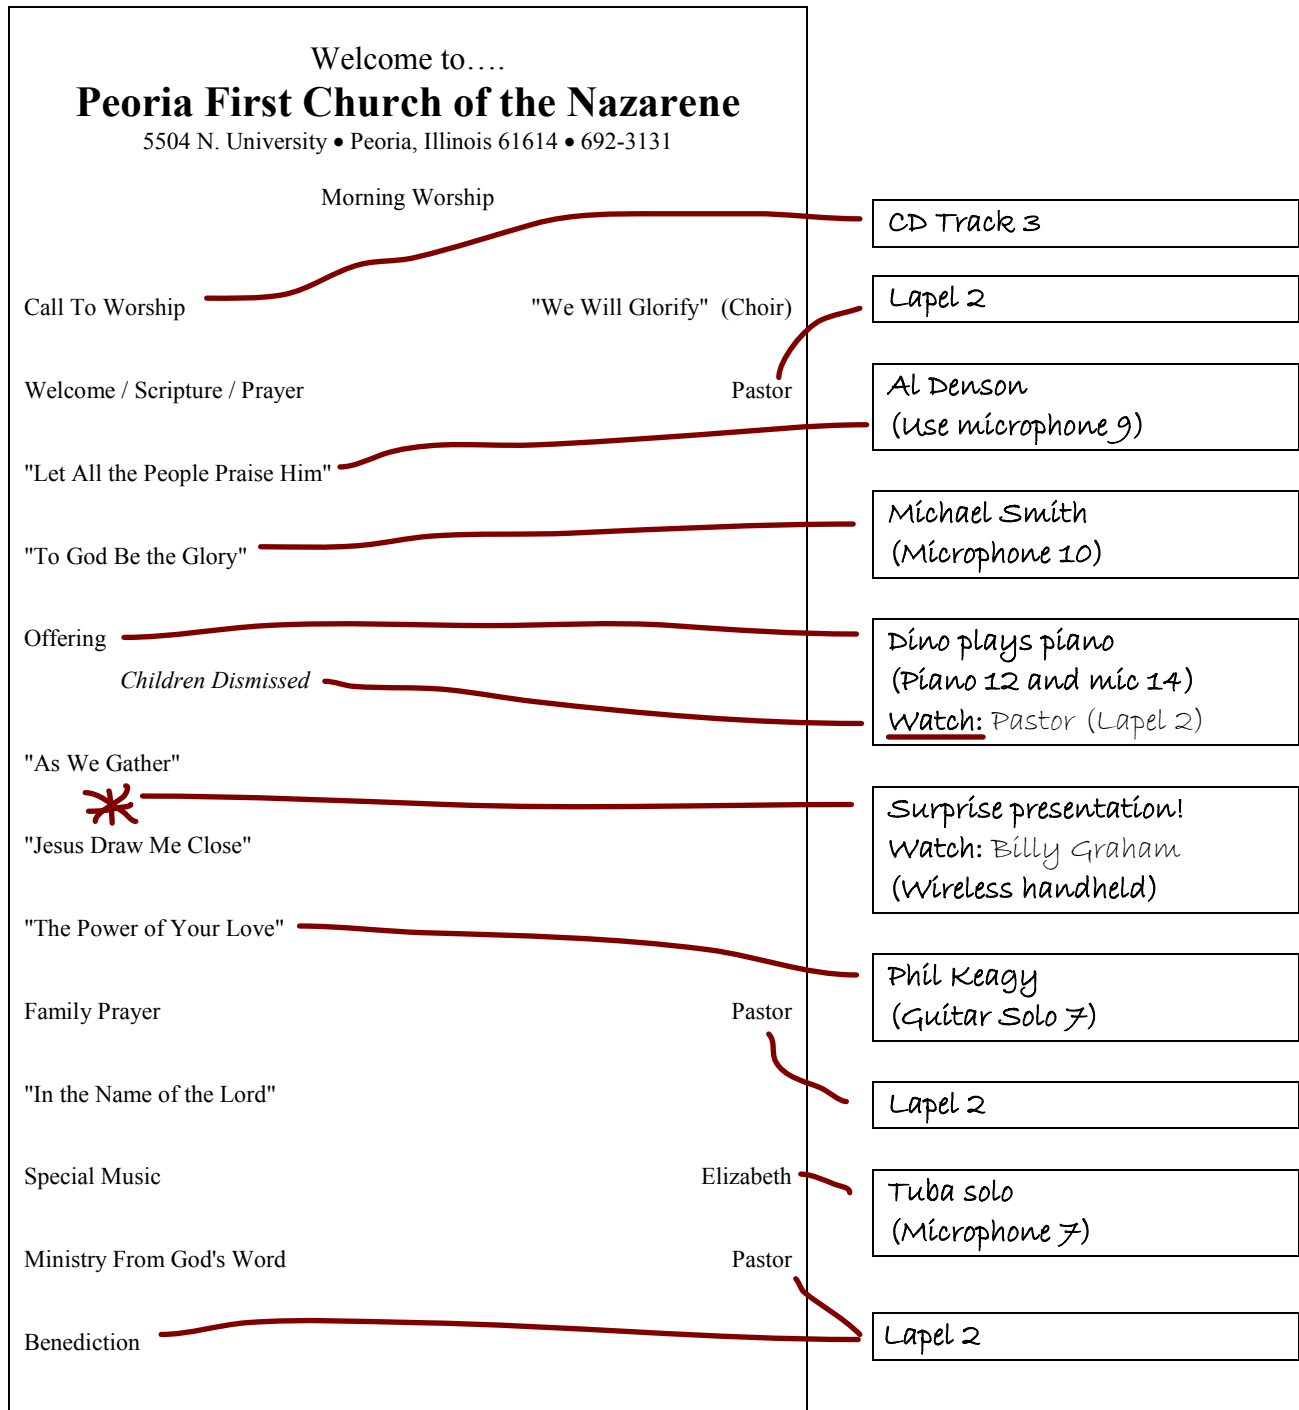 Welcome to….
Peoria First Church of the Nazarene
5504 N. University • Peoria, Illinois 61614 • 692-3131
Morning Worship
CD Track 3
Call To Worship "We Will Glorify" (Choir)
Lapel 2
Welcome / Scripture / Prayer Pastor
Al Denson
(Use microphone 9)
"Let All the People Praise Him"
Michael Smith
(Microphone 10)
"To God Be the Glory"
Offering
Dino plays piano
(Piano 12 and mic 14)
Watch: Pastor (Lapel 2)
Children Dismissed
"As We Gather"
Surprise presentation!
Watch: Billy Graham
(Wireless handheld)
"Jesus Draw Me Close"
"The Power of Your Love"
Phil Keagy
(Guitar Solo 7)
Family Prayer Pastor
Lapel 2
"In the Name of the Lord"
Special Music Elizabeth
Tuba solo
(Microphone 7)
Ministry From God's Word Pastor
Benediction
Lapel 2